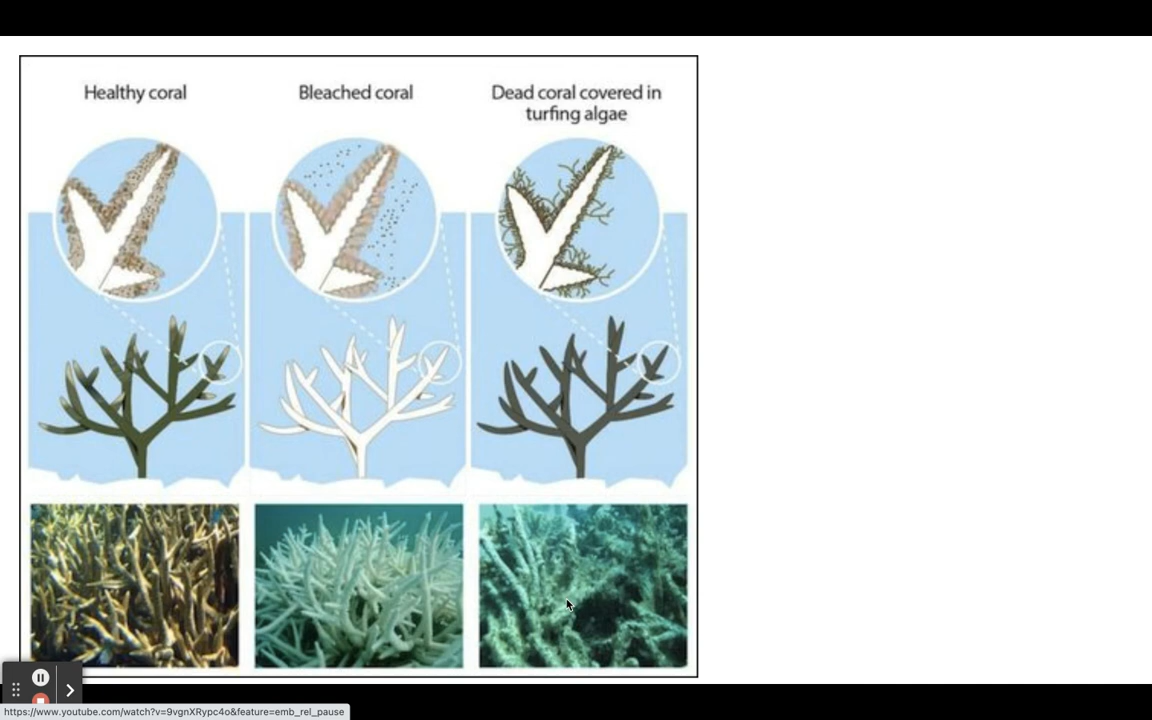 Healthy coral
Bleached coral
Dead coral covered in
turfing algae
https://www.youtube.com/watch?v=9vgnXRypc4o&feature=emb_rel_pause